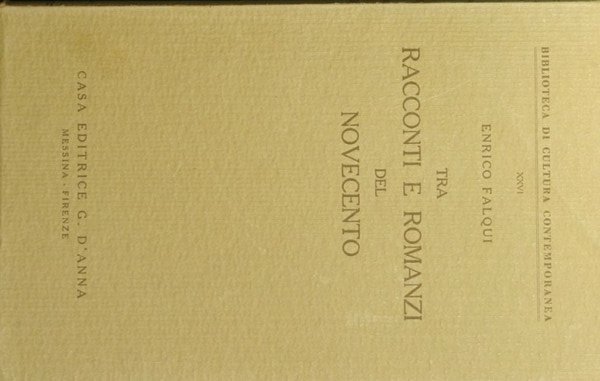 BIBLIOTECA DI CULTURA CONTEMPORANEA
XXVI
ENRICO FALQUI
TRA
RACCONTI E ROMANZI
DEL
NOVECENTO
CASA EDITRICE G. D'ANNA
MESSINA - FIRENZE